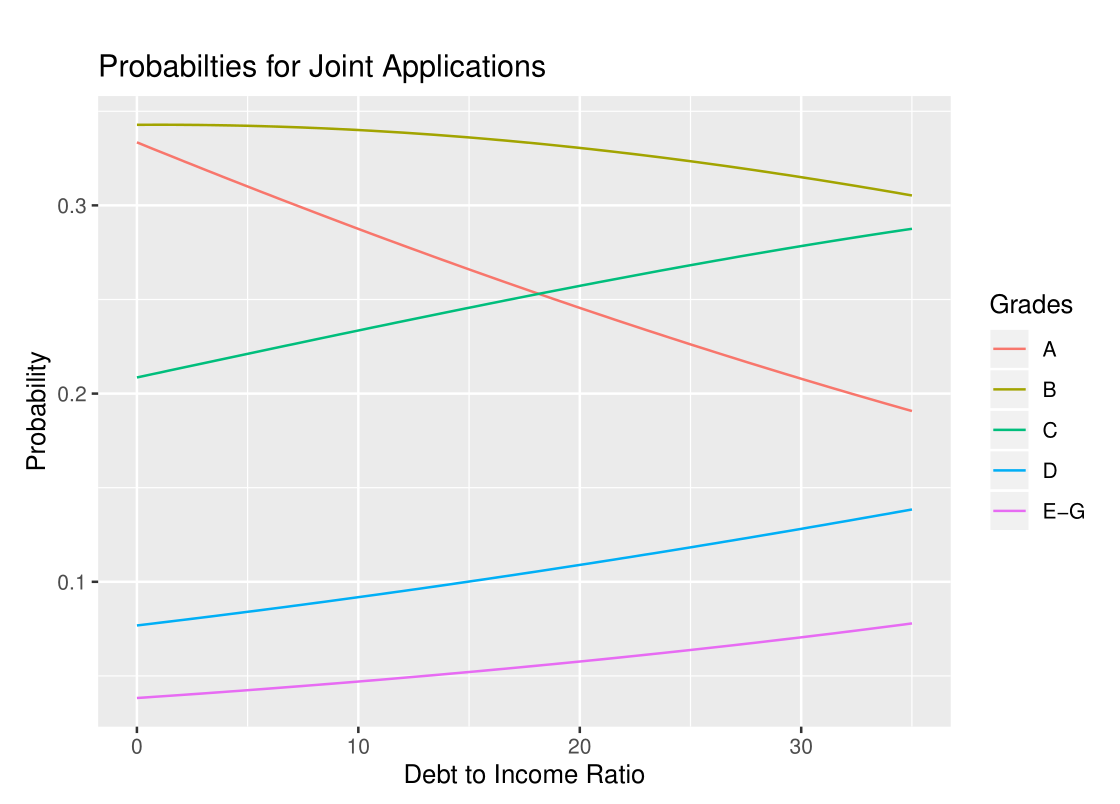 Probabilties for Joint Applications
Probability
0.3
0.2
0.1
0
10
20
30
Debt to Income Ratio
Grades
A
B
C
D
E−G